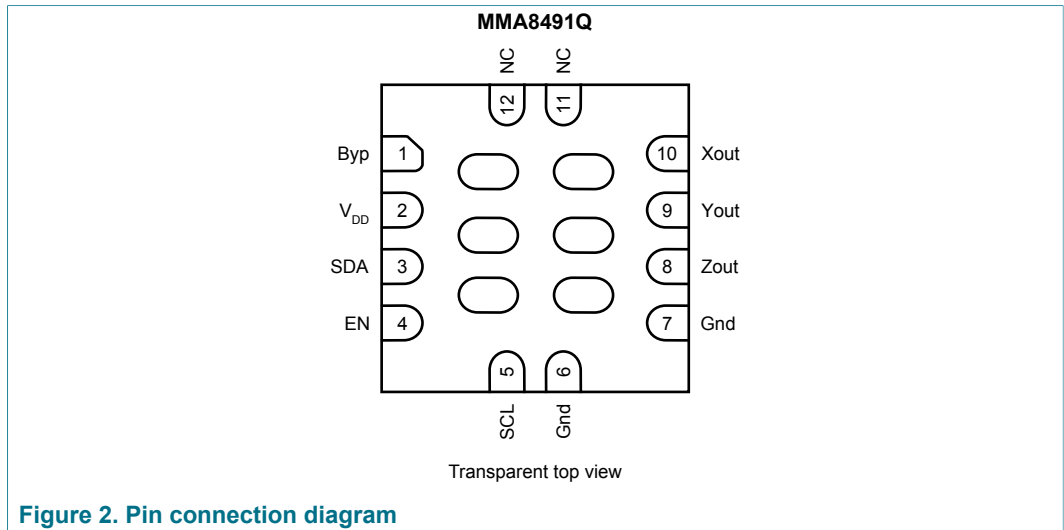 MMA8491Q
NC NC
12 11
Byp 1 10 Xout
V_DD 2 9 Yout
SDA 3 8 Zout
EN 4 7 Gnd
5 6
SCL Gnd
Transparent top view
Figure 2. Pin connection diagram